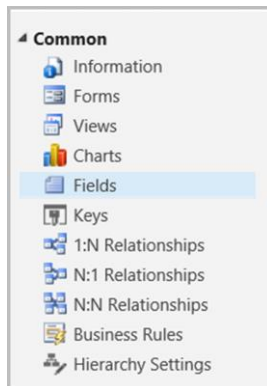 Common
Information
Forms
Views
Charts
Fields
Keys
1:N Relationships
N:1 Relationships
N:N Relationships
Business Rules
Hierarchy Settings